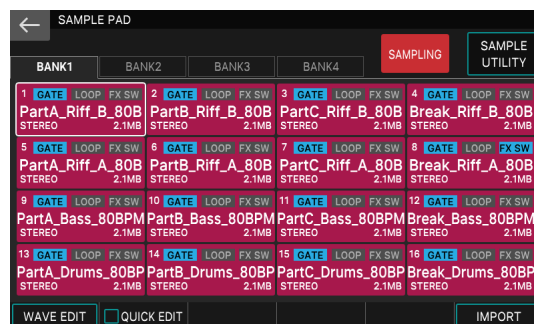 SAMPLE PAD
BANK1 BANK2 BANK3 BANK4 SAMPLING SAMPLE UTILITY
1 GATE LOOP FX SW 2 GATE LOOP FX SW 3 GATE LOOP FX SW 4 GATE LOOP FX SW
PartA_Riff_B_80B PartB_Riff_B_80B PartC_Riff_B_80B Break_Riff_B_80B
STEREO 2.1MB STEREO 2.1MB STEREO 2.1MB STEREO 2.1MB
5 GATE LOOP FX SW 6 GATE LOOP FX SW 7 GATE LOOP FX SW 8 GATE LOOP FX SW
PartA_Riff_A_80B PartB_Riff_A_80B PartC_Riff_A_80B Break_Riff_A_80B
STEREO 2.1MB STEREO 2.1MB STEREO 2.1MB STEREO 2.1MB
9 GATE LOOP FX SW 10 GATE LOOP FX SW 11 GATE LOOP FX SW 12 GATE LOOP FX SW
PartA_Bass_80BPM PartB_Bass_80BPM PartC_Bass_80BPM Break_Bass_80BPM
STEREO 2.1MB STEREO 2.1MB STEREO 2.1MB STEREO 2.1MB
13 GATE LOOP FX SW 14 GATE LOOP FX SW 15 GATE LOOP FX SW 16 GATE LOOP FX SW
PartA_Drums_80BP PartB_Drums_80BP PartC_Drums_80BP Break_Drums_80BP
STEREO 2.1MB STEREO 2.1MB STEREO 2.1MB STEREO 2.1MB
WAVE EDIT QUICK EDIT IMPORT